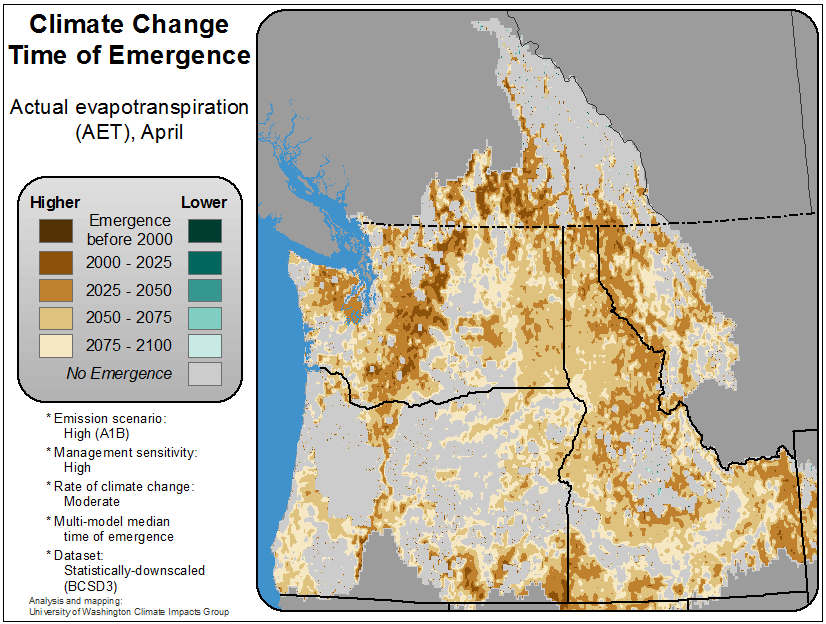 Climate Change
Time of Emergence
Actual evapotranspiration
(AET), April
Higher
Lower
Emergence
before 2000
2000 - 2025
2025 - 2050
2050 - 2075
2075 - 2100
No Emergence
* Emission scenario:
High (A1B)
* Management sensitivity:
High
* Rate of climate change:
Moderate
* Multi-model median
time of emergence
* Dataset:
Statistically-downscaled
(BCSD3)
Analysis and mapping:
University of Washington Climate Impacts Group